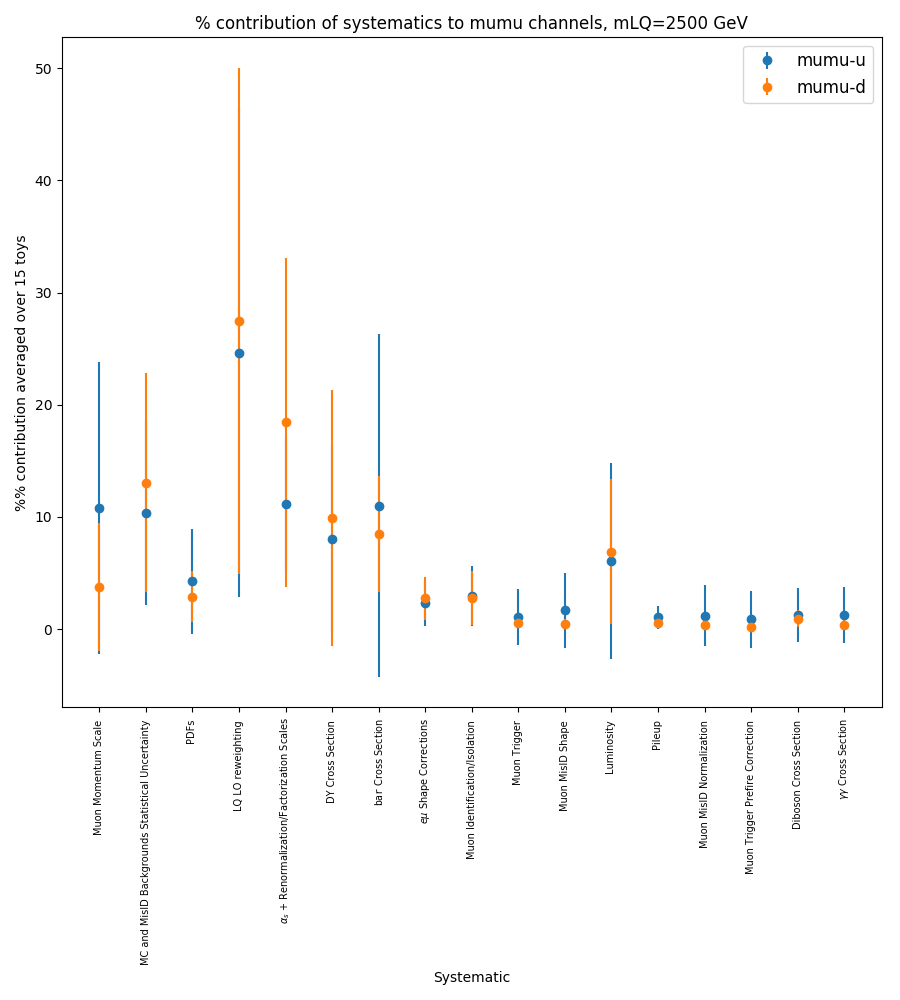 % contribution of systematics to mumu channels, mLQ=2500 GeV
mumu-u
mumu-d
%% contribution averaged over 15 toys
50
40
30
20
10
0
Muon Momentum Scale
MC and MisID Backgrounds Statistical Uncertainty
PDFs
LQ LO reweighting
αs + Renormalization/Factorization Scales
DY Cross Section
bar Cross Section
eμ Shape Corrections
Muon Identification/Isolation
Muon Trigger
Muon MisID Shape
Luminosity
Pileup
Muon MisID Normalization
Muon Trigger Prefire Correction
Diboson Cross Section
γγ Cross Section
Systematic